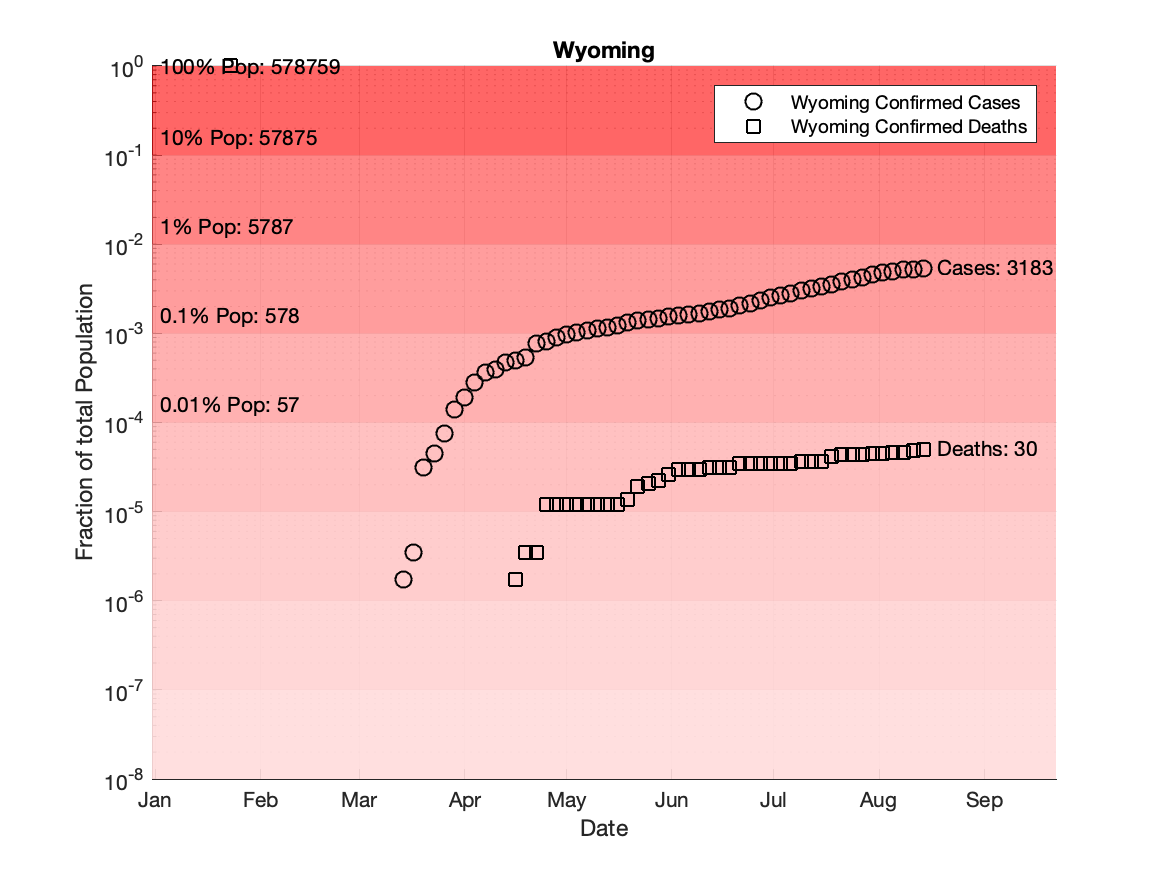 Wyoming
10^0
100% Pop: 578759
Wyoming Confirmed Cases
Wyoming Confirmed Deaths
10% Pop: 57875
10^-1
1% Pop: 5787
10^-2
Cases: 3183
0.1% Pop: 578
10^-3
0.01% Pop: 57
10^-4
Deaths: 30
10^-5
10^-6
10^-7
10^-8
Fraction of total Population
Jan Feb Mar Apr May Jun Jul Aug Sep
Date